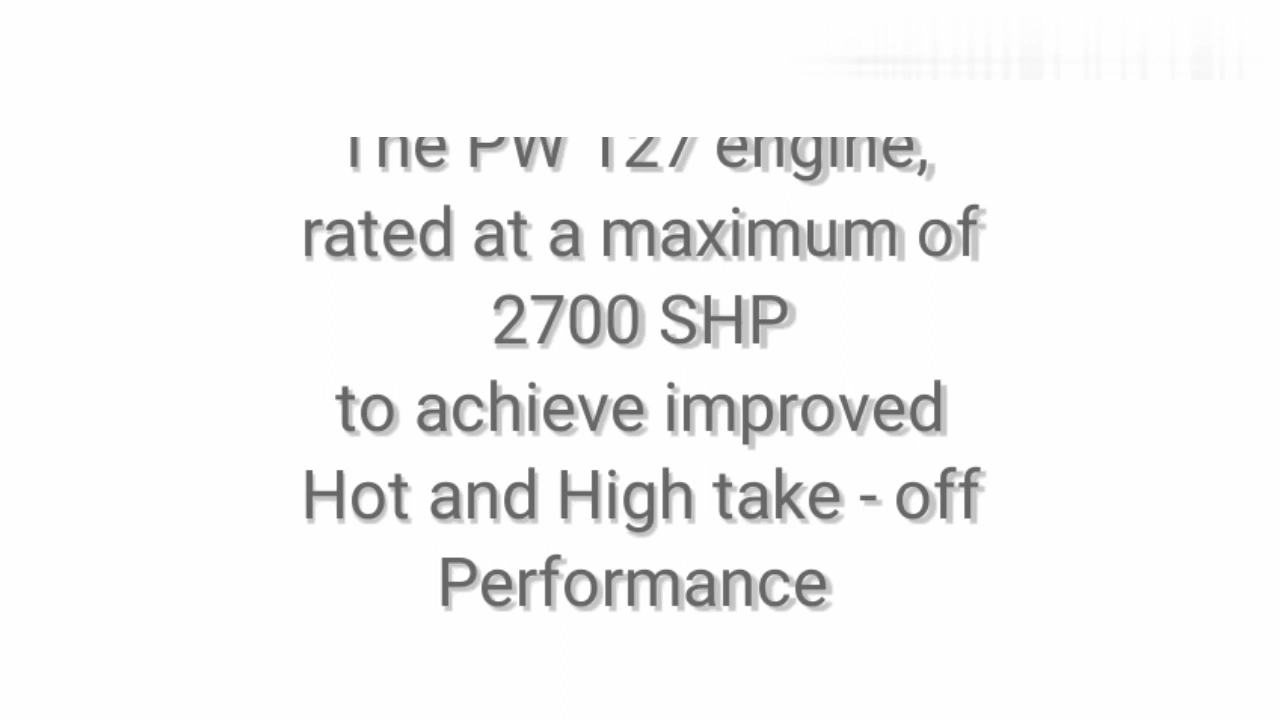 The PW 127 engine,
rated at a maximum of
2700 SHP
to achieve improved
Hot and High take - off
Performance